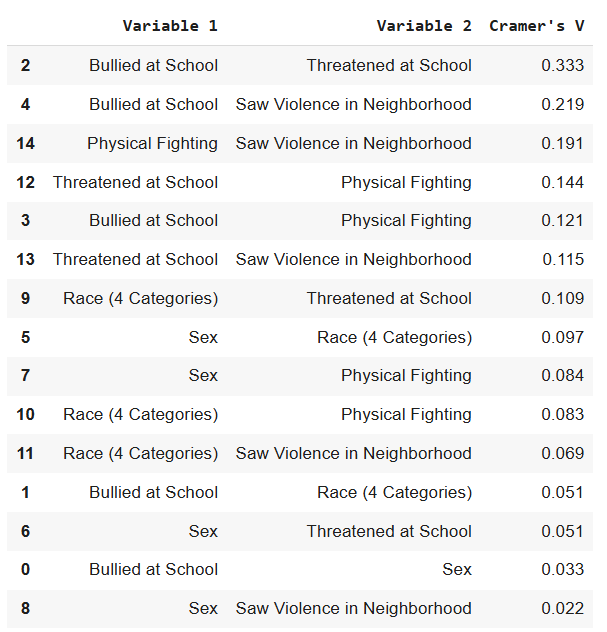 Variable 1 Variable 2 Cramer's V
2 Bullied at School Threatened at School 0.333
4 Bullied at School Saw Violence in Neighborhood 0.219
14 Physical Fighting Saw Violence in Neighborhood 0.191
12 Threatened at School Physical Fighting 0.144
3 Bullied at School Physical Fighting 0.121
13 Threatened at School Saw Violence in Neighborhood 0.115
9 Race (4 Categories) Threatened at School 0.109
5 Sex Race (4 Categories) 0.097
7 Sex Physical Fighting 0.084
10 Race (4 Categories) Physical Fighting 0.083
11 Race (4 Categories) Saw Violence in Neighborhood 0.069
1 Bullied at School Race (4 Categories) 0.051
6 Sex Threatened at School 0.051
0 Bullied at School Sex 0.033
8 Sex Saw Violence in Neighborhood 0.022